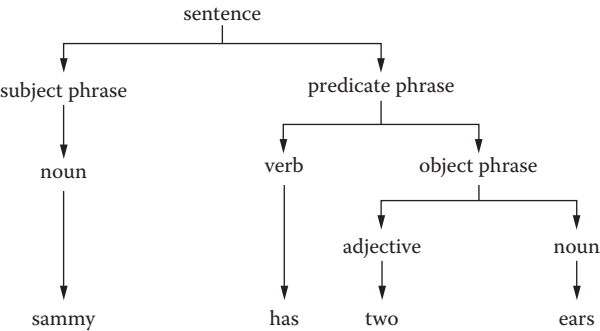 sentence
subject phrase
predicate phrase
noun
verb
object phrase
adjective
noun
sammy
has
two
ears